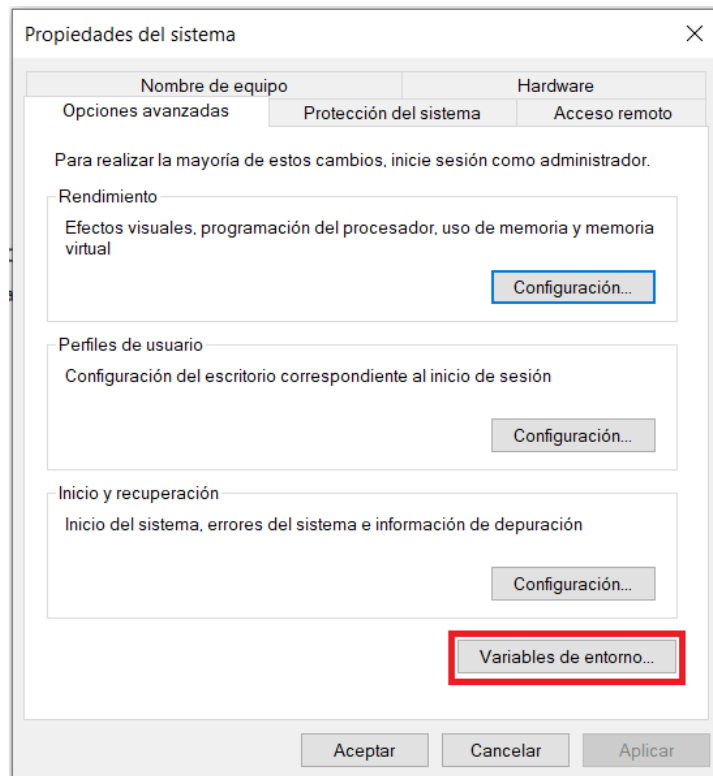 Propiedades del sistema
Nombre de equipo
Hardware
Opciones avanzadas
Protección del sistema
Acceso remoto
Para realizar la mayoría de estos cambios, inicie sesión como administrador.
Rendimiento
Efectos visuales, programación del procesador, uso de memoria y memoria
virtual
Configuración...
Perfiles de usuario
Configuración del escritorio correspondiente al inicio de sesión
Configuración...
Inicio y recuperación
Inicio del sistema, errores del sistema e información de depuración
Configuración...
Variables de entorno...
Aceptar
Cancelar
Aplicar